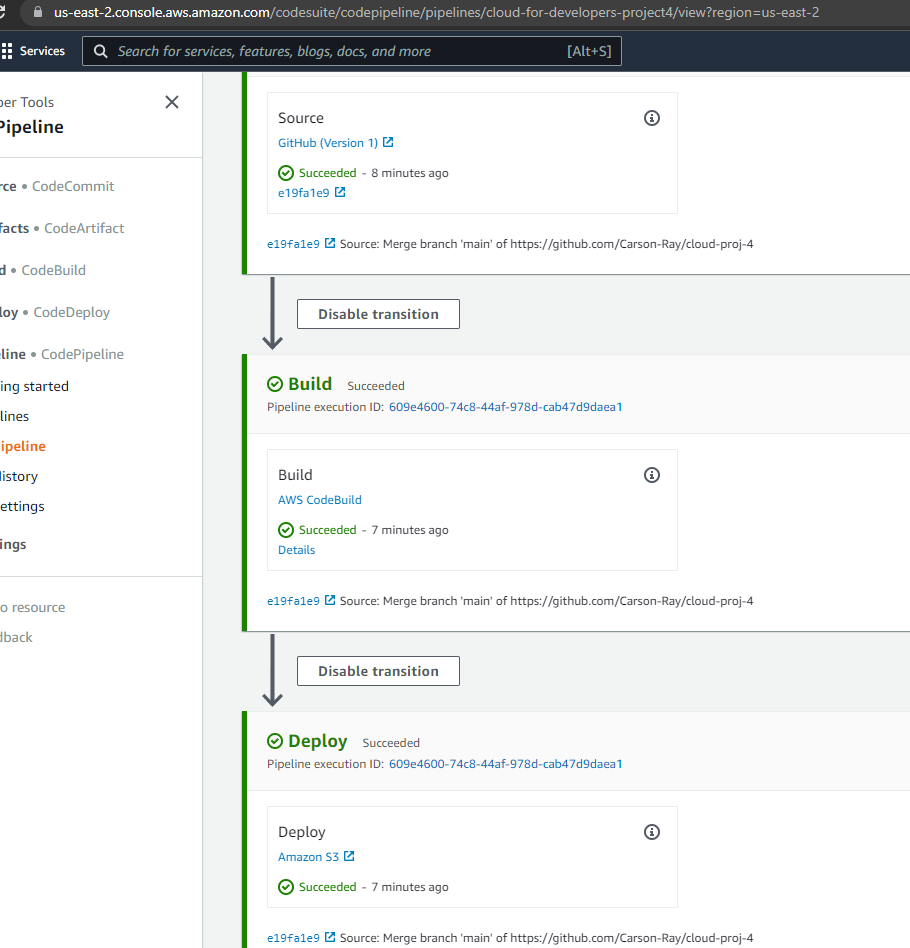 us-east-2.console.aws.amazon.com/codesuite/codepipeline/pipelines/cloud-for-developers-project4/view?region=us-east-2
Services
Search for services, features, blogs, docs, and more
[Alt+S]
per Tools
Pipeline
rce • CodeCommit
facts • CodeArtifact
d • CodeBuild
loy • CodeDeploy
line • CodePipeline
ing started
lines
ipeline
istory
ettings
ings
o resource
dback
Source
GitHub (Version 1)
Succeeded - 8 minutes ago
e19fa1e9
e19fa1e9 Source: Merge branch 'main' of https://github.com/Carson-Ray/cloud-proj-4
Disable transition
Build Succeeded
Pipeline execution ID: 609e4600-74c8-44af-978d-cab47d9daea1
Build
AWS CodeBuild
Succeeded - 7 minutes ago
Details
e19fa1e9 Source: Merge branch 'main' of https://github.com/Carson-Ray/cloud-proj-4
Disable transition
Deploy Succeeded
Pipeline execution ID: 609e4600-74c8-44af-978d-cab47d9daea1
Deploy
Amazon S3
Succeeded - 7 minutes ago
e19fa1e9 Source: Merge branch 'main' of https://github.com/Carson-Ray/cloud-proj-4